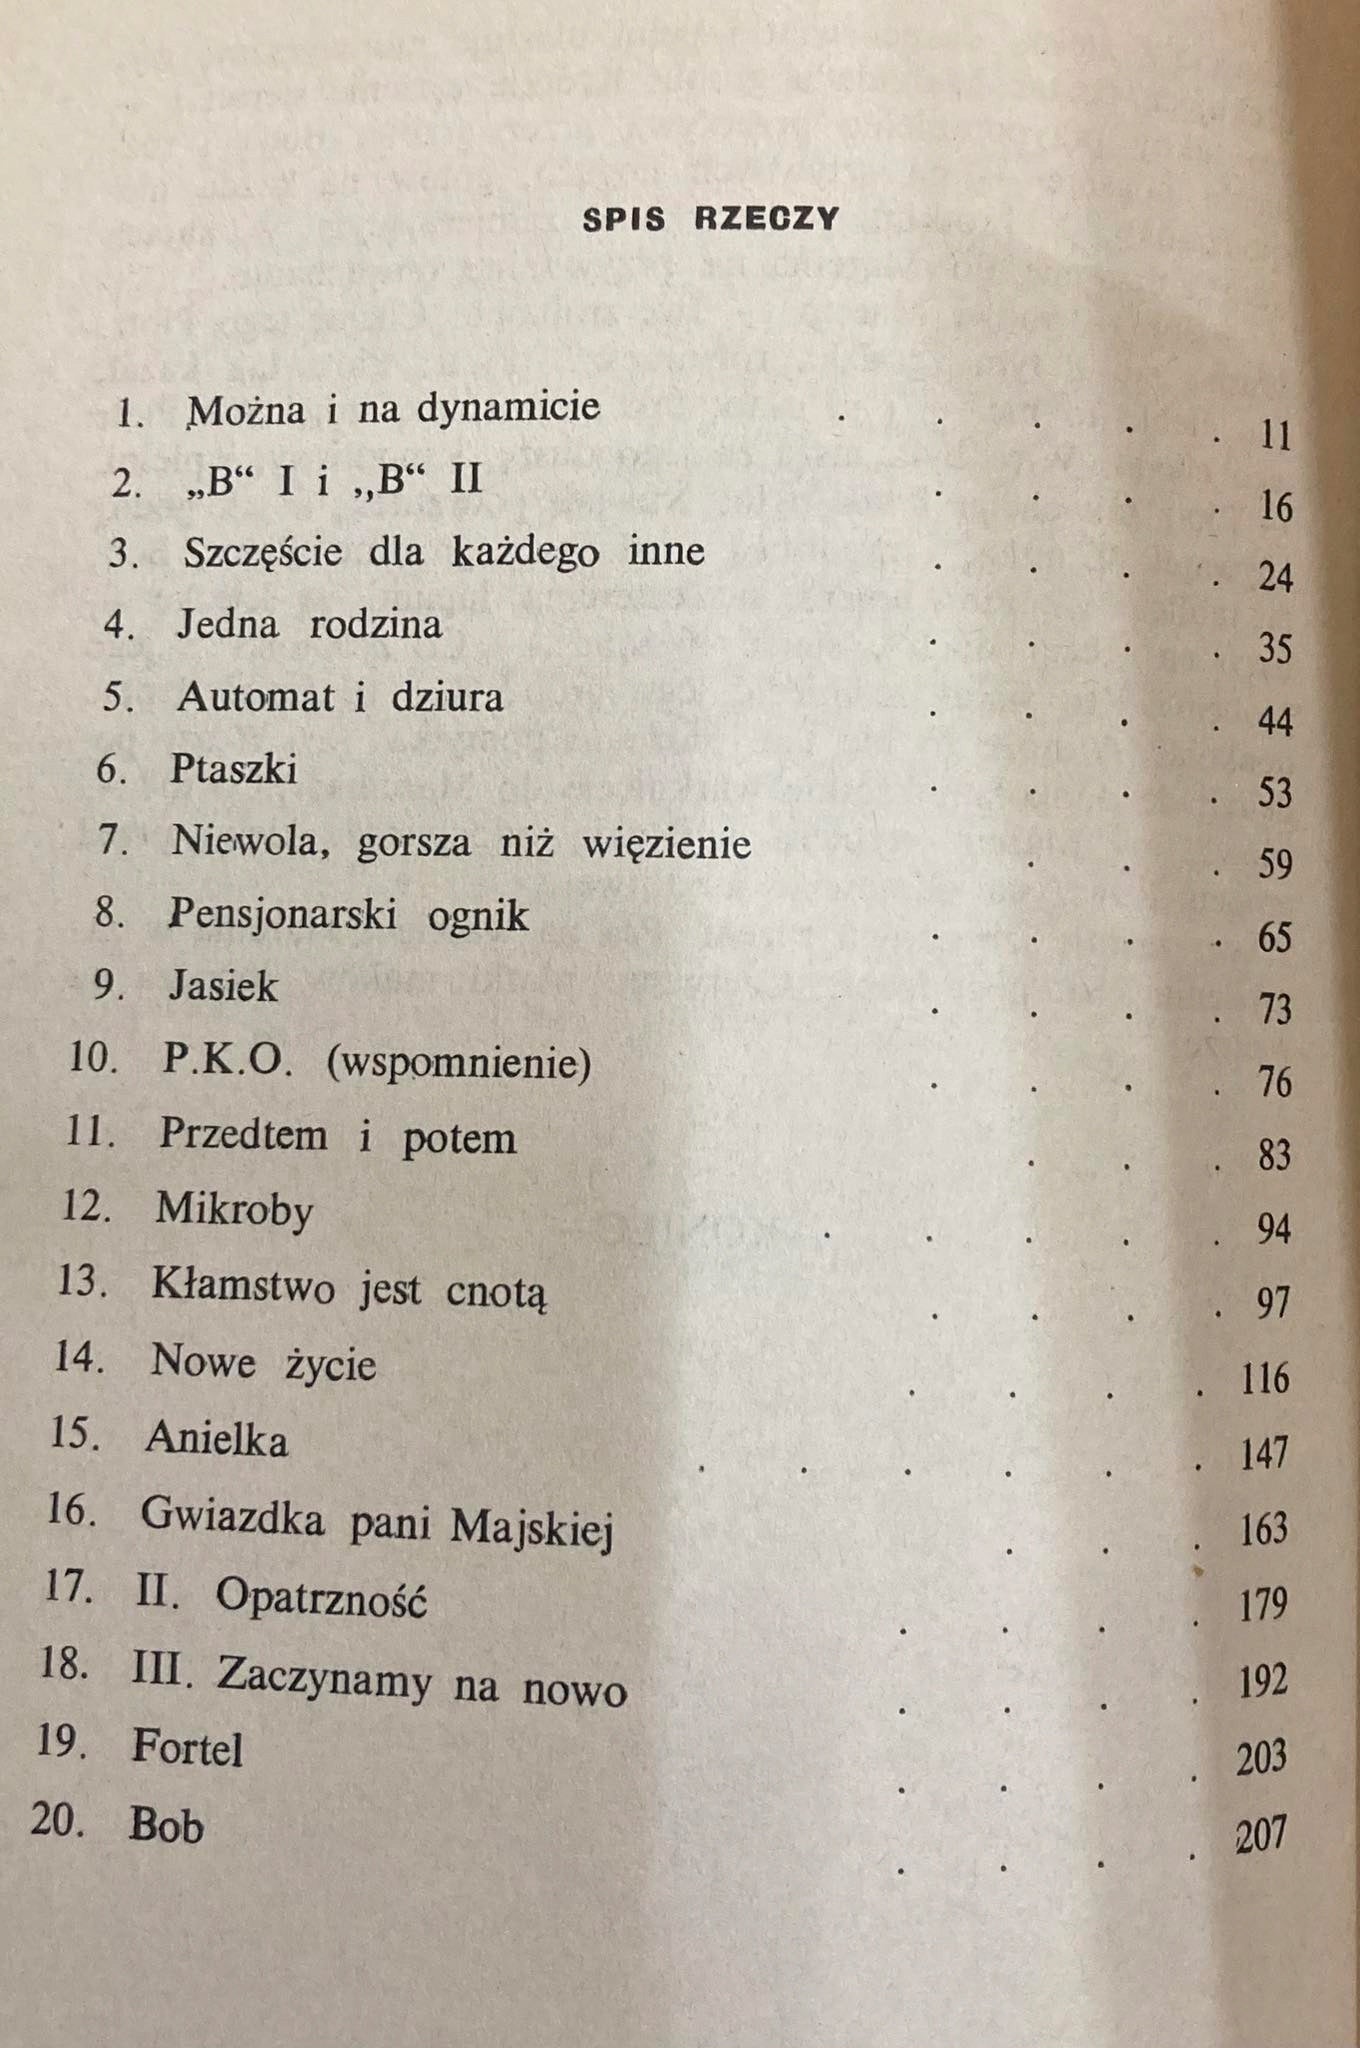 SPIS RZECZY
1. Można i na dynamicie . . . . . 11
2. „B“ I i „B“ II . . . . 16
3. Szczęście dla każdego inne . . . . 24
4. Jedna rodzina . . . . 35
5. Automat i dziura . . . . 44
6. Ptaszki . . . . 53
7. Niewola, gorsza niż więzienie . . . 59
8. Pensjonarski ognik . . . . 65
9. Jasiek . . . . 73
10. P.K.O. (wspomnienie) . . . . 76
11. Przedtem i potem . . . 83
12. Mikroby . . . . . 94
13. Kłamstwo jest cnotą . . . . 97
14. Nowe życie . . . . 116
15. Anielka . . . . . . 147
16. Gwiazdka pani Majskiej . . . 163
17. II. Opatrzność . . . . 179
18. III. Zaczynamy na nowo . . . . 192
19. Fortel . . . . 203
20. Bob . . . . 207